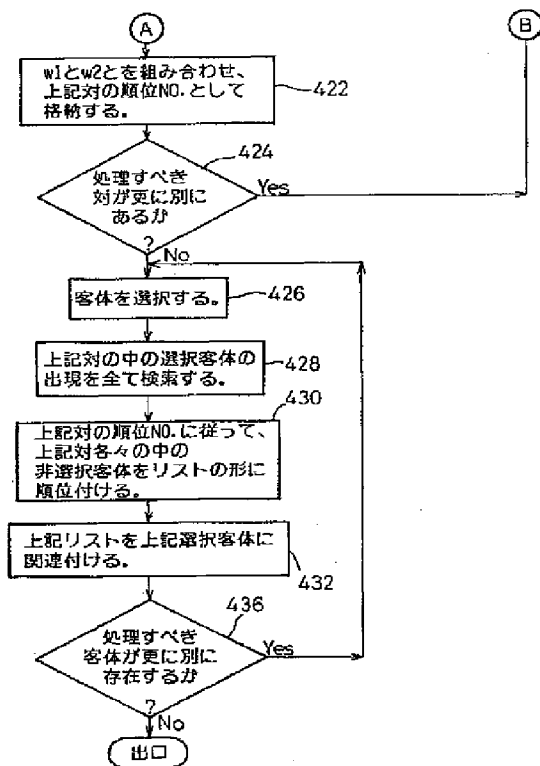 A
B
w1とw2とを組み合わせ、
上記対の順位NO.として
格納する。
422
424
処理すべき
対が更に別に
あるか
?
Yes
No
客体を選択する。
426
上記対の中の選択客体の
出現を全て検索する。
428
430
上記対の順位NO.に従って、
上記対各々の中の
非選択客体をリストの形に
順位付ける。
上記リストを上記選択客体に
関連付ける。
432
436
処理すべき
客体が更に別に
存在するか
?
Yes
No
出口